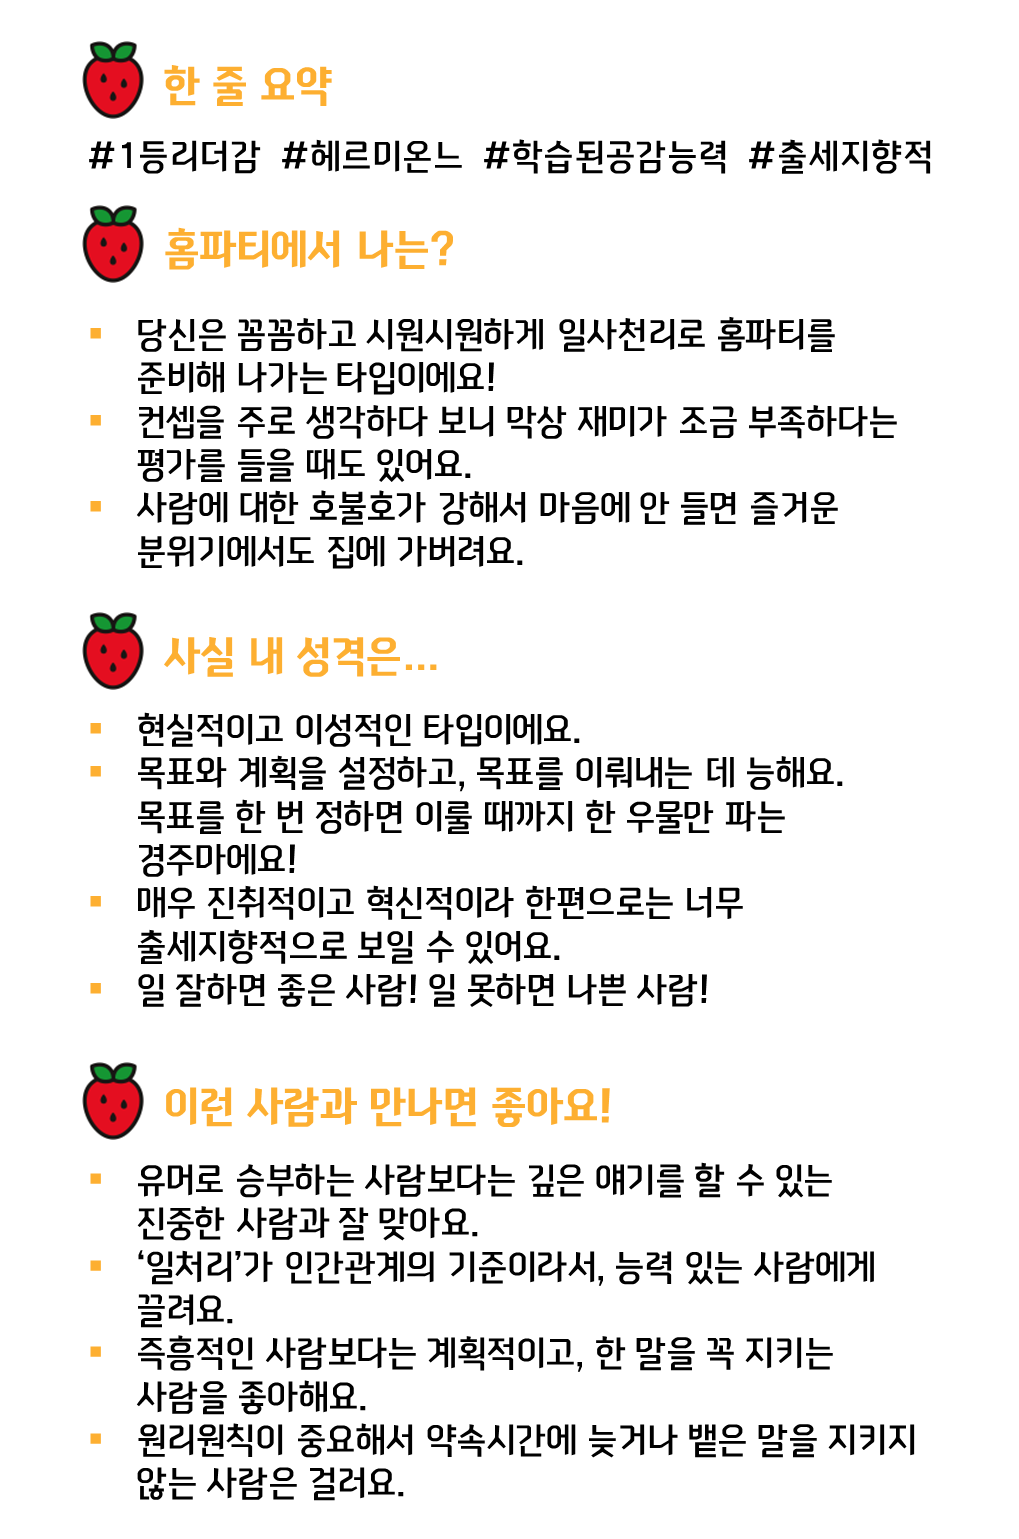 한 줄 요약
#1등리더감 #헤르미온느 #학습된공감능력 #출세지향적
홈파티에서 나는?
▪ 당신은 꼼꼼하고 시원시원하게 일사천리로 홈파티를
준비해 나가는 타입이에요!
▪ 컨셉을 주로 생각하다 보니 막상 재미가 조금 부족하다는
평가를 들을 때도 있어요.
▪ 사람에 대한 호불호가 강해서 마음에 안 들면 즐거운
분위기에서도 집에 가버려요.
사실 내 성격은...
▪ 현실적이고 이성적인 타입이에요.
▪ 목표와 계획을 설정하고, 목표를 이뤄내는 데 능해요.
목표를 한 번 정하면 이룰 때까지 한 우물만 파는
경주마에요!
▪ 매우 진취적이고 혁신적이라 한편으로는 너무
출세지향적으로 보일 수 있어요.
▪ 일 잘하면 좋은 사람! 일 못하면 나쁜 사람!
이런 사람과 만나면 좋아요!
▪ 유머로 승부하는 사람보다는 깊은 얘기를 할 수 있는
진중한 사람과 잘 맞아요.
▪ ‘일처리’가 인간관계의 기준이라서, 능력 있는 사람에게
끌려요.
▪ 즉흥적인 사람보다는 계획적이고, 한 말을 꼭 지키는
사람을 좋아해요.
▪ 원리원칙이 중요해서 약속시간에 늦거나 뱉은 말을 지키지
않는 사람은 걸러요.